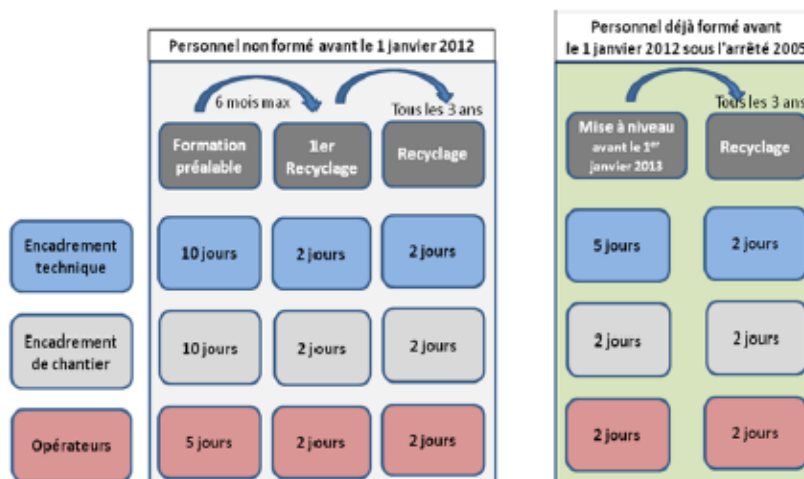 Personnel non formé avant le 1 janvier 2012
6 mois max
Tous les 3 ans
Formation
préalable
1er
Recyclage
Recyclage
Personnel déjà formé avant
le 1 janvier 2012 sous l'arrêté 2005
Tous les 3 ans
Mise à niveau
avant le 1er
janvier 2013
Recyclage
Encadrement
technique
10 jours
2 jours
2 jours
5 jours
2 jours
Encadrement
de chantier
10 jours
2 jours
2 jours
2 jours
2 jours
Opérateurs
5 jours
2 jours
2 jours
2 jours
2 jours